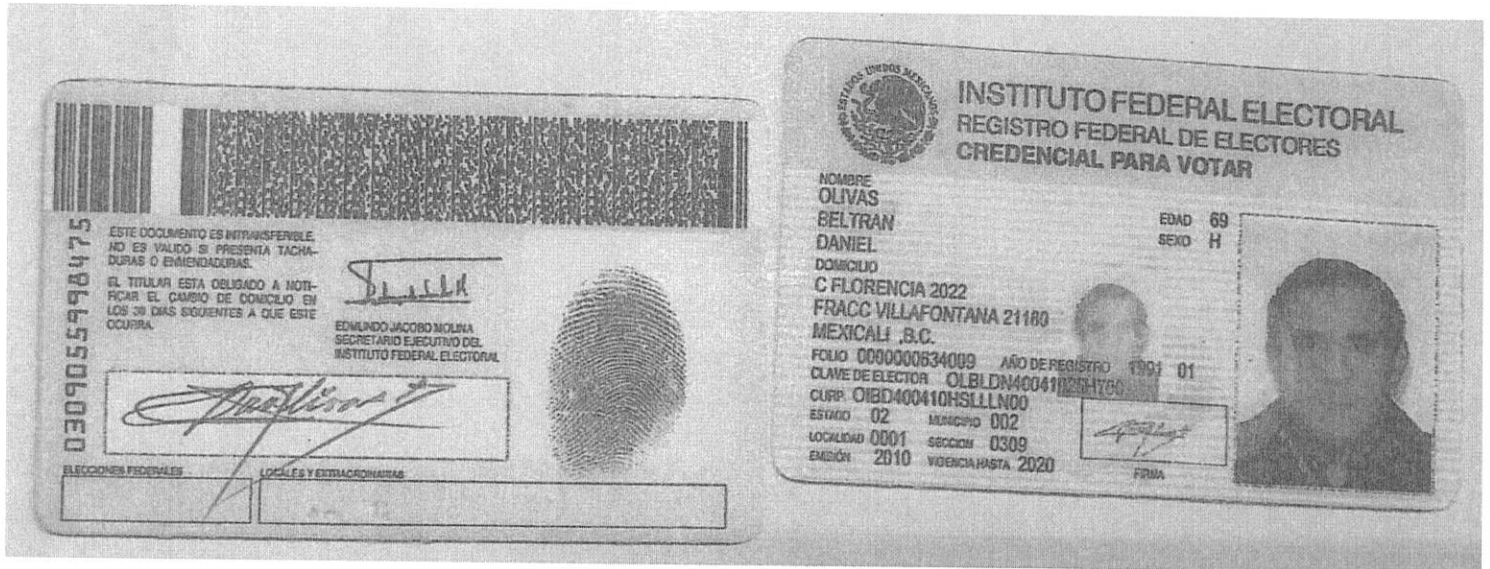 0309055998475
ESTE DOCUMENTO ES INTRANSFERIBLE.
NO ES VALIDO SI PRESENTA TACHA-
DURAS O ENMENDADURAS.
EL TITULAR ESTA OBLIGADO A NOTI-
FICAR EL CAMBIO DE DOMICILIO EN
LOS 30 DIAS SIGUIENTES A QUE ESTE
OCURRA.
EDMUNDO JACOBO MOLINA
SECRETARIO EJECUTIVO DEL
INSTITUTO FEDERAL ELECTORAL
ELECCIONES FEDERALES
LOCALES Y EXTRAORDINARIAS
ESTADOS UNIDOS MEXICANOS
INSTITUTO FEDERAL ELECTORAL
REGISTRO FEDERAL DE ELECTORES
CREDENCIAL PARA VOTAR
NOMBRE
OLIVAS
BELTRAN
DANIEL
EDAD 69
SEXO H
DOMICILIO
C FLORENCIA 2022
FRACC VILLAFONTANA 21180
MEXICALI ,B.C.
FOLIO 0000000634009 AÑO DE REGISTRO 1991 01
CLAVE DE ELECTOR OLBLDN40041025H700
CURP OIBD400410HSLLLN00
ESTADO 02 MUNICIPIO 002
LOCALIDAD 0001 SECCION 0309
EMISIÓN 2010 VIGENCIA HASTA 2020
FIRMA